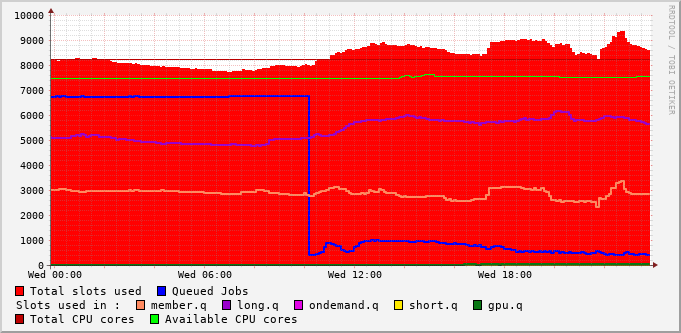 10000
9000
8000
7000
6000
5000
4000
3000
2000
1000
0
Wed 00:00 Wed 06:00 Wed 12:00 Wed 18:00
Total slots used Queued Jobs
Slots used in : member.q long.q ondemand.q short.q gpu.q
Total CPU cores Available CPU cores
RRDTOOL / TOBI OETIKER